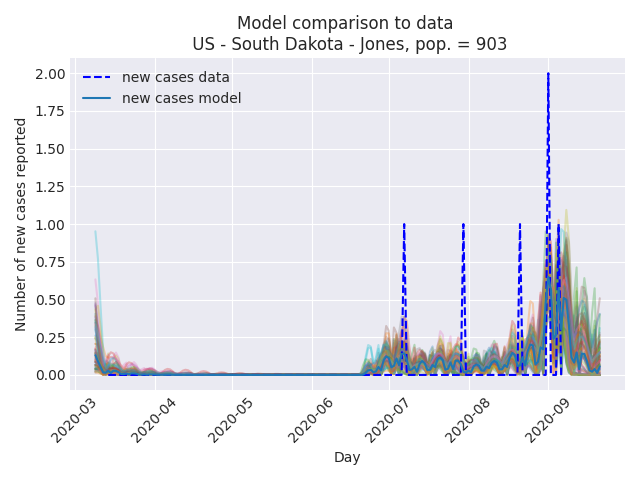 Model comparison to data
US - South Dakota - Jones, pop. = 903
new cases data
new cases model
Number of new cases reported
2.00
1.75
1.50
1.25
1.00
0.75
0.50
0.25
0.00
2020-03
2020-04
2020-05
2020-06
2020-07
2020-08
2020-09
Day